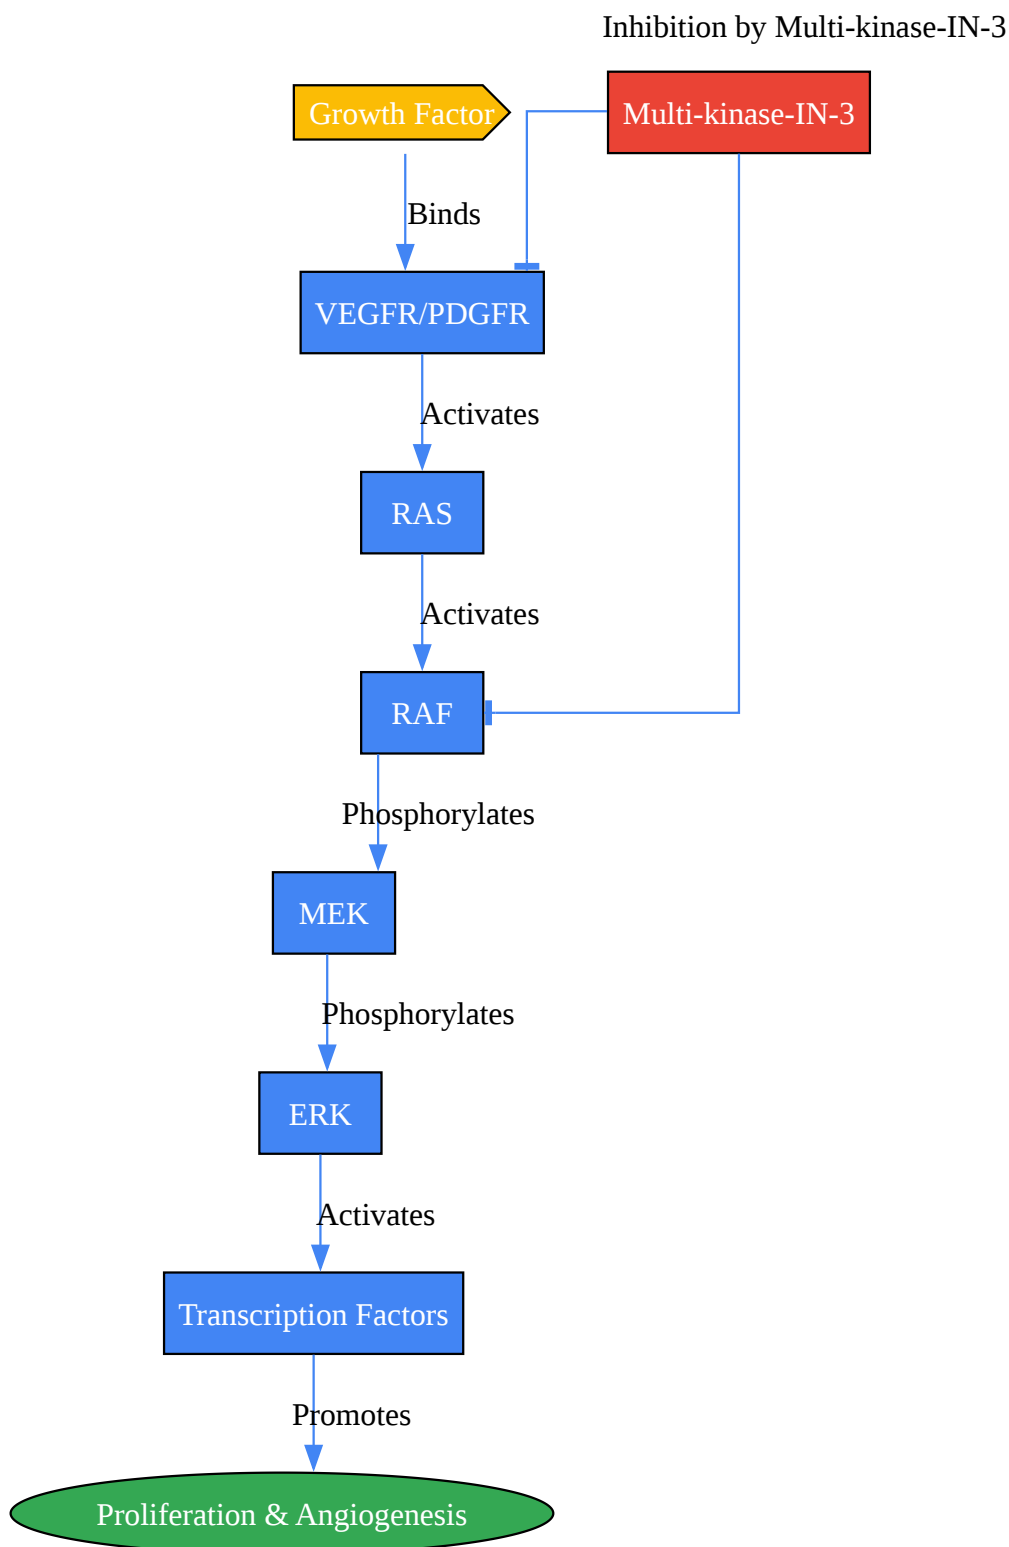 Inhibition by Multi-kinase-IN-3
Growth Factor
Multi-kinase-IN-3
Binds
VEGFR/PDGFR
Activates
RAS
Activates
RAF
Phosphorylates
MEK
Phosphorylates
ERK
Activates
Transcription Factors
Promotes
Proliferation & Angiogenesis